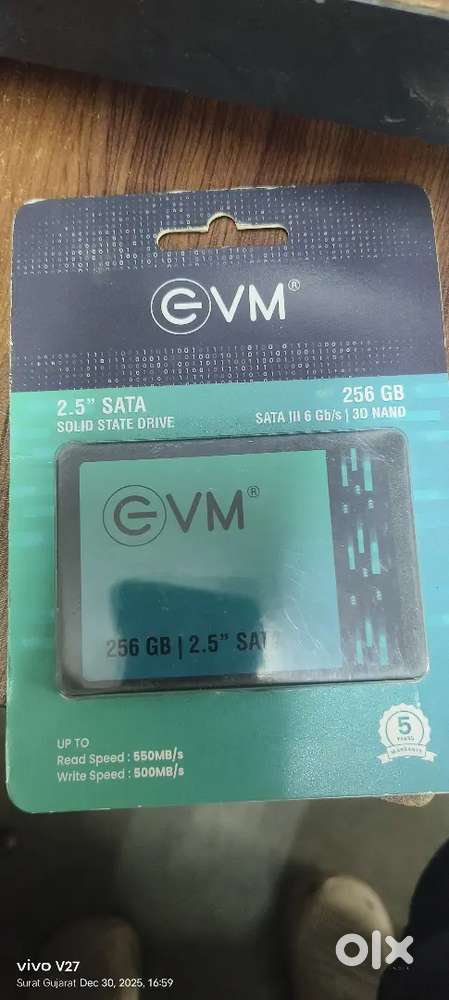 EVM®
2.5” SATA
SOLID STATE DRIVE
256 GB
SATA III 6 Gb/s | 3D NAND
EVM®
256 GB | 2.5” SATA
UP TO
Read Speed : 550MB/s
Write Speed : 500MB/s
5
YEARS
WARRANTY
vivo V27
Surat Gujarat Dec 30, 2025, 16:59
olx